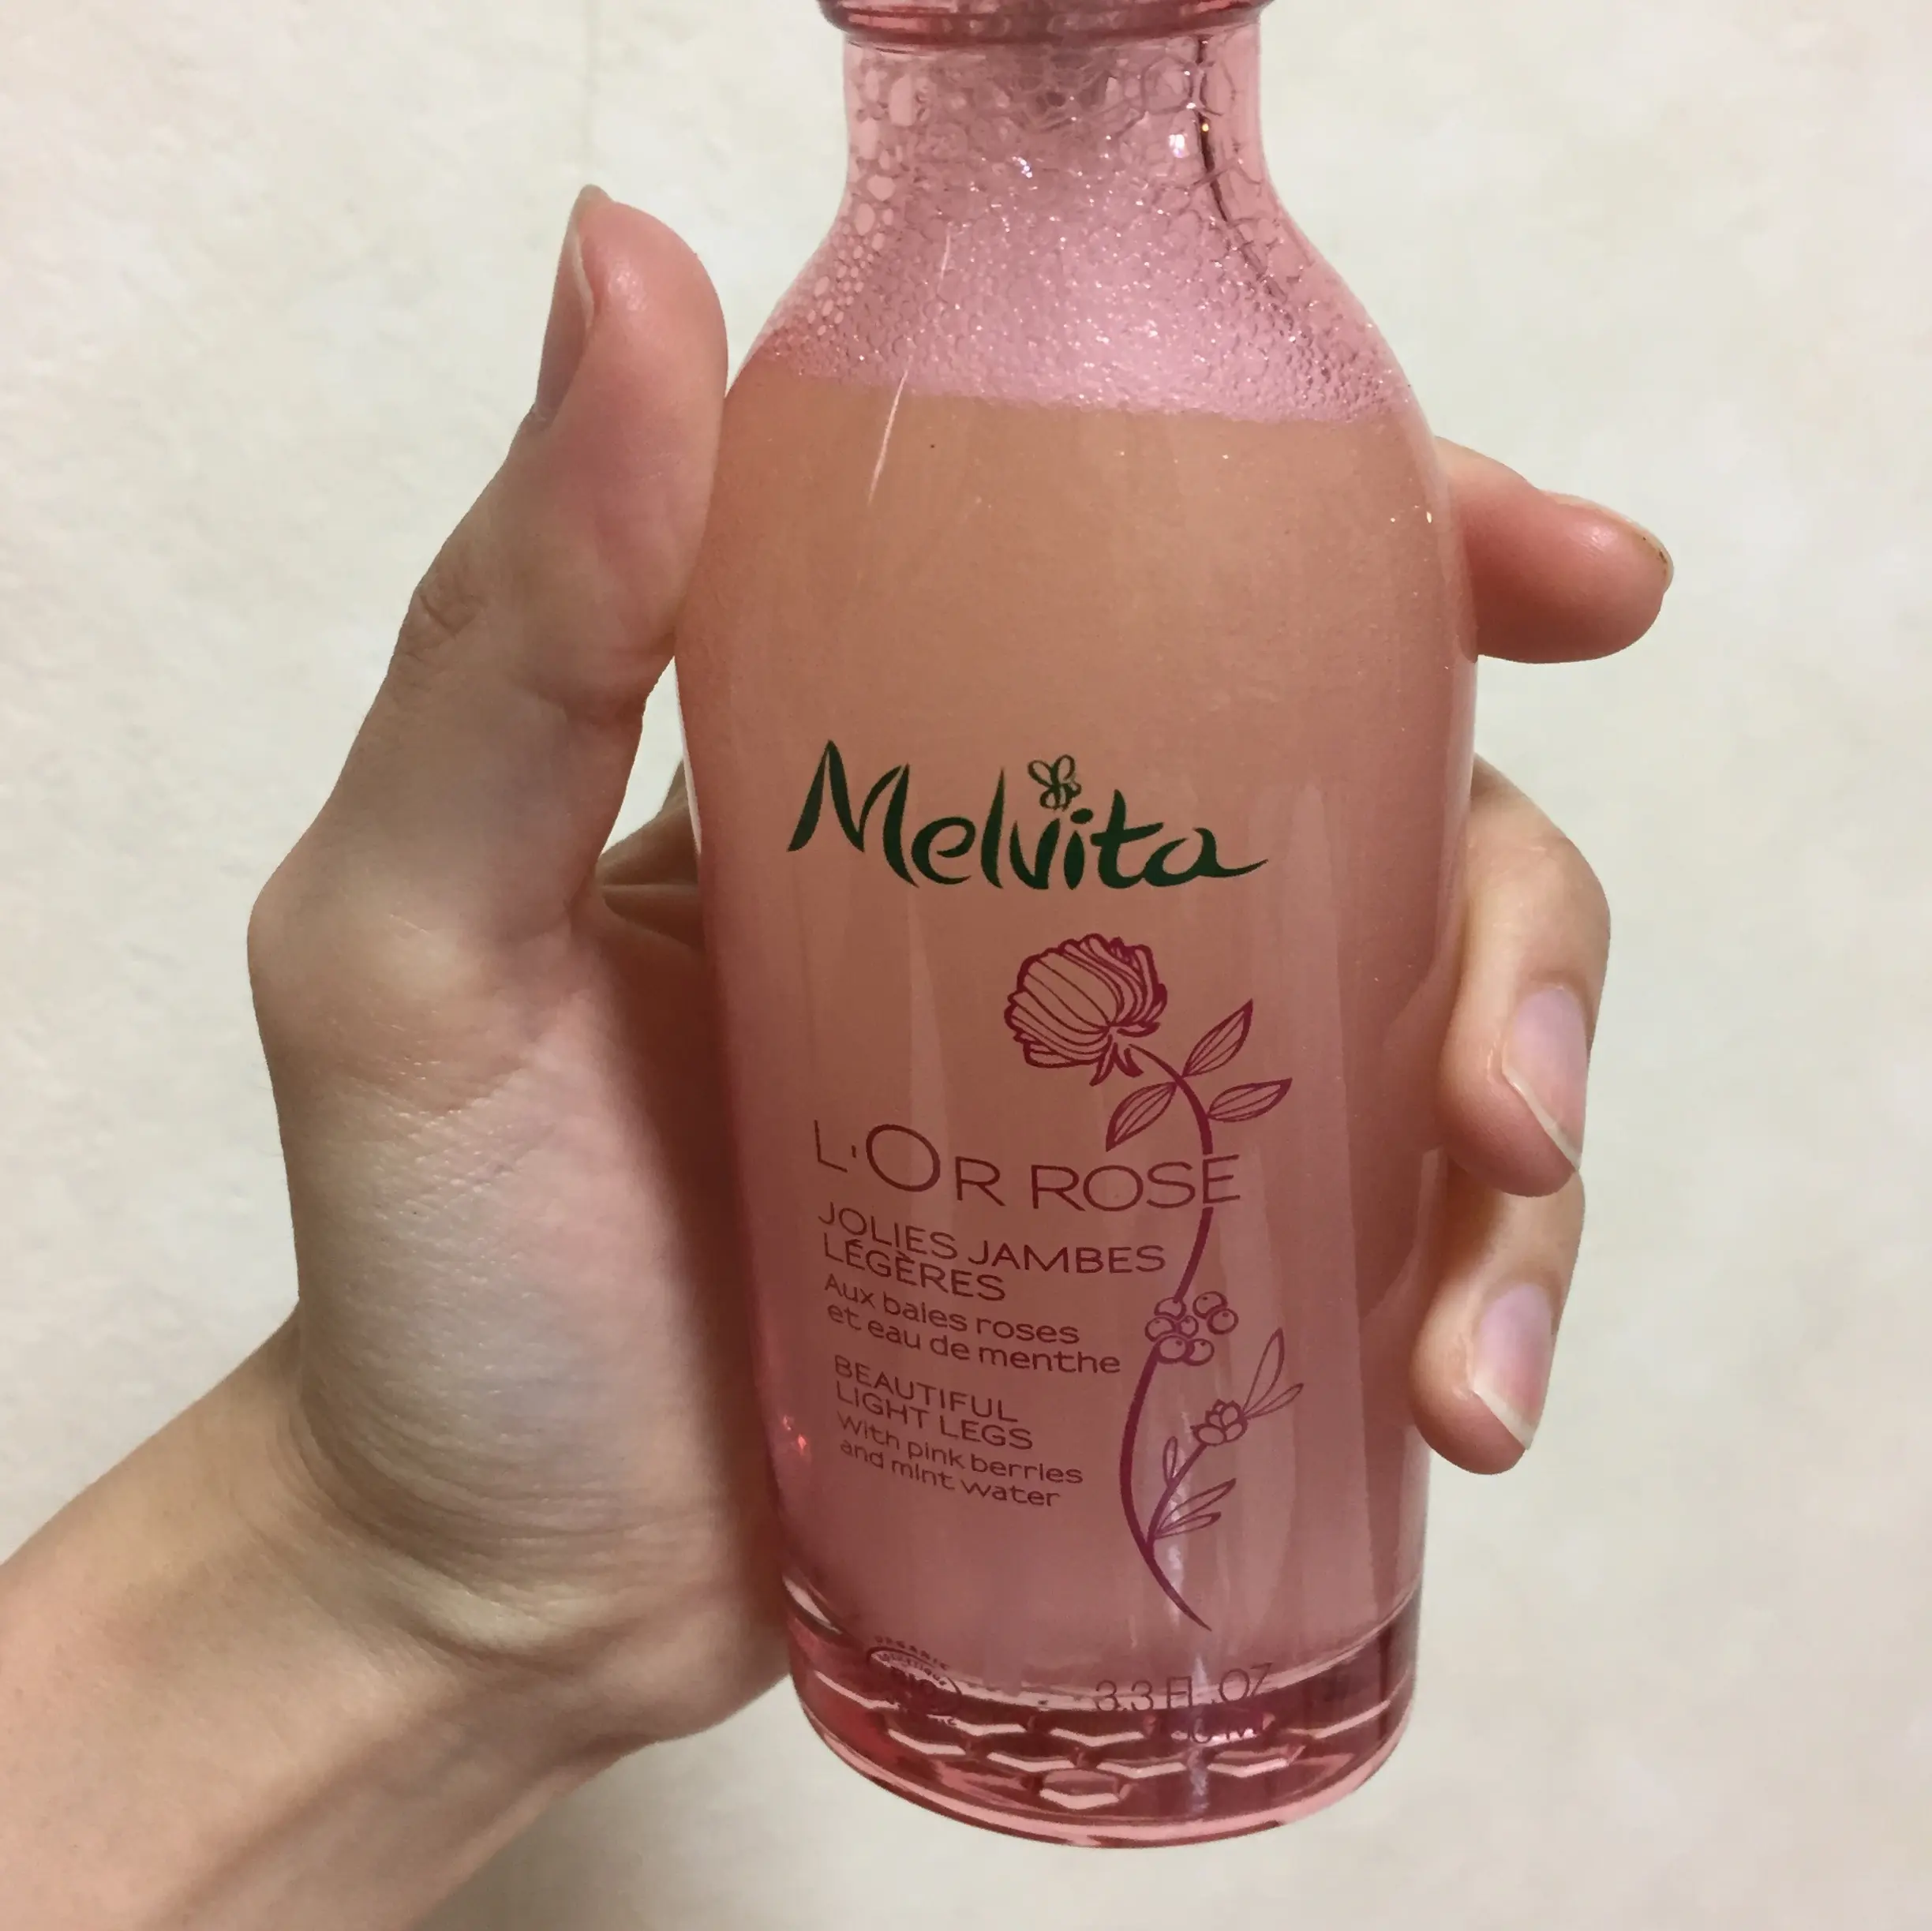 Melvita
L'OR ROSE
JOLIES JAMBES
LÉGÈRES
Aux baies roses
et eau de menthe
BEAUTIFUL
LIGHT LEGS
With pink berries
and mint water
ORGANIC
3.3 FL.OZ